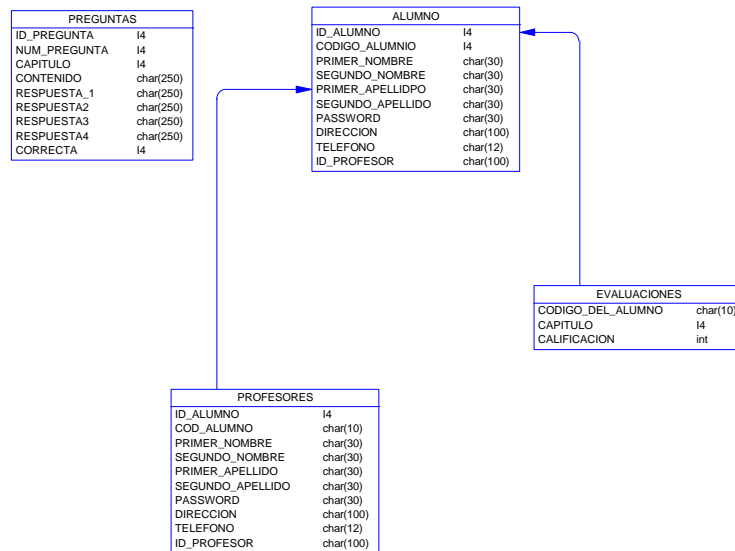 PREGUNTAS
ID_PREGUNTA I4
NUM_PREGUNTA I4
CAPITULO I4
CONTENIDO char(250)
RESPUESTA_1 char(250)
RESPUESTA2 char(250)
RESPUESTA3 char(250)
RESPUESTA4 char(250)
CORRECTA I4
ALUMNO
ID_ALUMNO I4
CODIGO_ALUMNIO I4
PRIMER_NOMBRE char(30)
SEGUNDO_NOMBRE char(30)
PRIMER_APELLIDPO char(30)
SEGUNDO_APELLIDO char(30)
PASSWORD char(30)
DIRECCION char(100)
TELEFONO char(12)
ID_PROFESOR char(100)
EVALUACIONES
CODIGO_DEL_ALUMNO char(10)
CAPITULO I4
CALIFICACION int
PROFESORES
ID_ALUMNO I4
COD_ALUMNO char(10)
PRIMER_NOMBRE char(30)
SEGUNDO_NOMBRE char(30)
PRIMER_APELLIDO char(30)
SEGUNDO_APELLIDO char(30)
PASSWORD char(30)
DIRECCION char(100)
TELEFONO char(12)
ID_PROFESOR char(100)